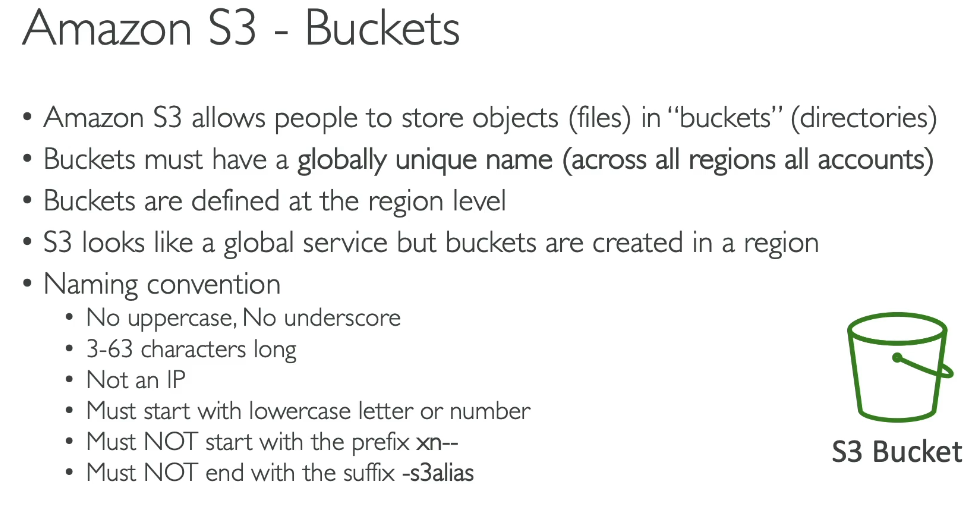 Amazon S3 - Buckets
• Amazon S3 allows people to store objects (files) in “buckets” (directories)
• Buckets must have a globally unique name (across all regions all accounts)
• Buckets are defined at the region level
• S3 looks like a global service but buckets are created in a region
• Naming convention
• No uppercase, No underscore
• 3-63 characters long
• Not an IP
• Must start with lowercase letter or number
• Must NOT start with the prefix xn--
• Must NOT end with the suffix -s3alias
S3 Bucket